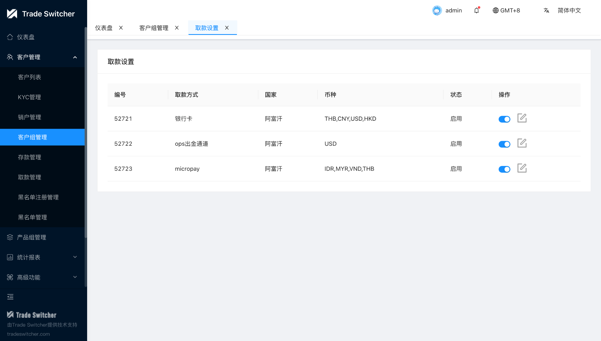 Trade Switcher
admin
GMT+8
简体中文
仪表盘
客户组管理
取款设置
仪表盘
客户管理
客户列表
KYC管理
销户管理
客户组管理
存款管理
取款管理
黑名单注册管理
黑名单管理
产品组管理
统计报表
高级功能
Trade Switcher
由Trade Switcher提供技术支持
tradeswitcher.com
取款设置
编号 取款方式 国家 币种 状态 操作
52721 银行卡 阿富汗 THB,CNY,USD,HKD 启用
52722 ops出金通道 阿富汗 USD 启用
52723 micropay 阿富汗 IDR,MYR,VND,THB 启用